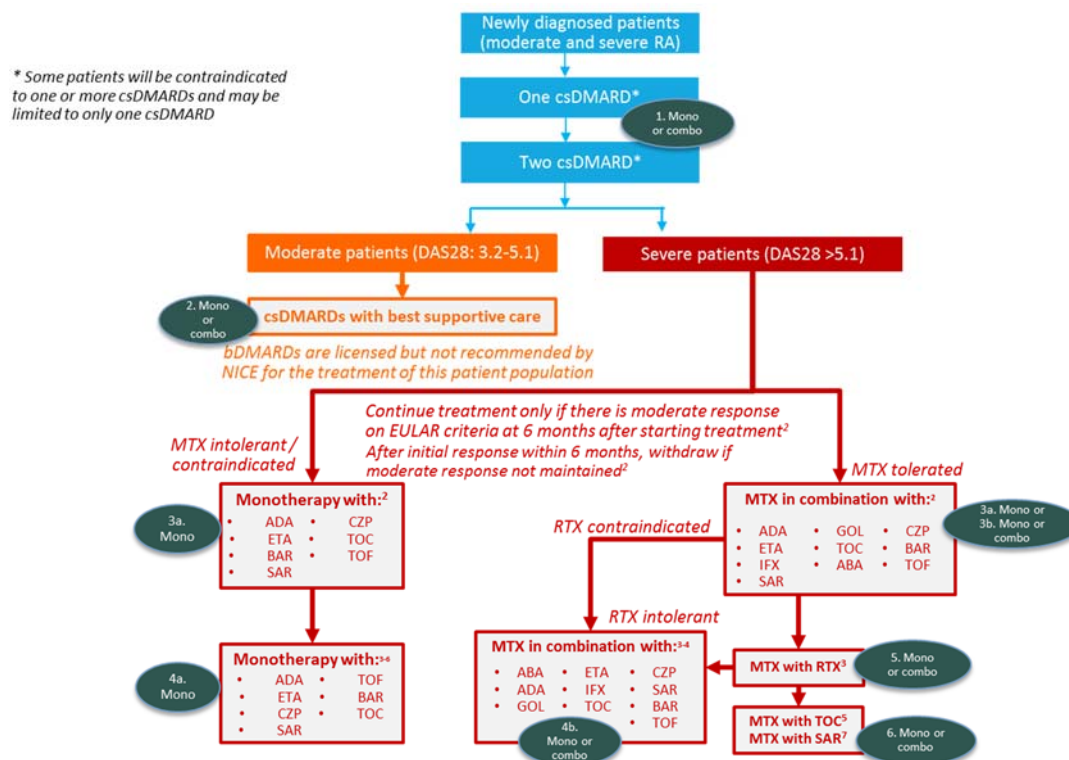 Newly diagnosed patients
(moderate and severe RA)
* Some patients will be contraindicated
to one or more csDMARDs and may be
limited to only one csDMARD
One csDMARD*
1. Mono
or combo
Two csDMARD*
Moderate patients (DAS28: 3.2-5.1)
Severe patients (DAS28 >5.1)
2. Mono
or
combo
csDMARDs with best supportive care
bDMARDs are licensed but not recommended by
NICE for the treatment of this patient population
Continue treatment only if there is moderate response
on EULAR criteria at 6 months after starting treatment²
After initial response within 6 months, withdraw if
moderate response not maintained²
MTX intolerant /
contraindicated
MTX tolerated
3a.
Mono
Monotherapy with:²
• ADA • CZP
• ETA • TOC
• BAR • TOF
• SAR
RTX contraindicated
MTX in combination with:²
• ADA • GOL • CZP
• ETA • TOC • BAR
• IFX • ABA • TOF
• SAR
3a. Mono or
3b. Mono or
combo
RTX intolerant
4a.
Mono
Monotherapy with:³⁻⁶
• ADA • TOF
• ETA • BAR
• CZP • TOC
• SAR
MTX in combination with:³⁻⁴
• ABA • ETA • CZP
• ADA • IFX • SAR
• GOL • TOC • BAR
• TOF
4b.
Mono or
combo
MTX with RTX³
5. Mono
or combo
MTX with TOC⁵
MTX with SAR⁷
6. Mono or
combo